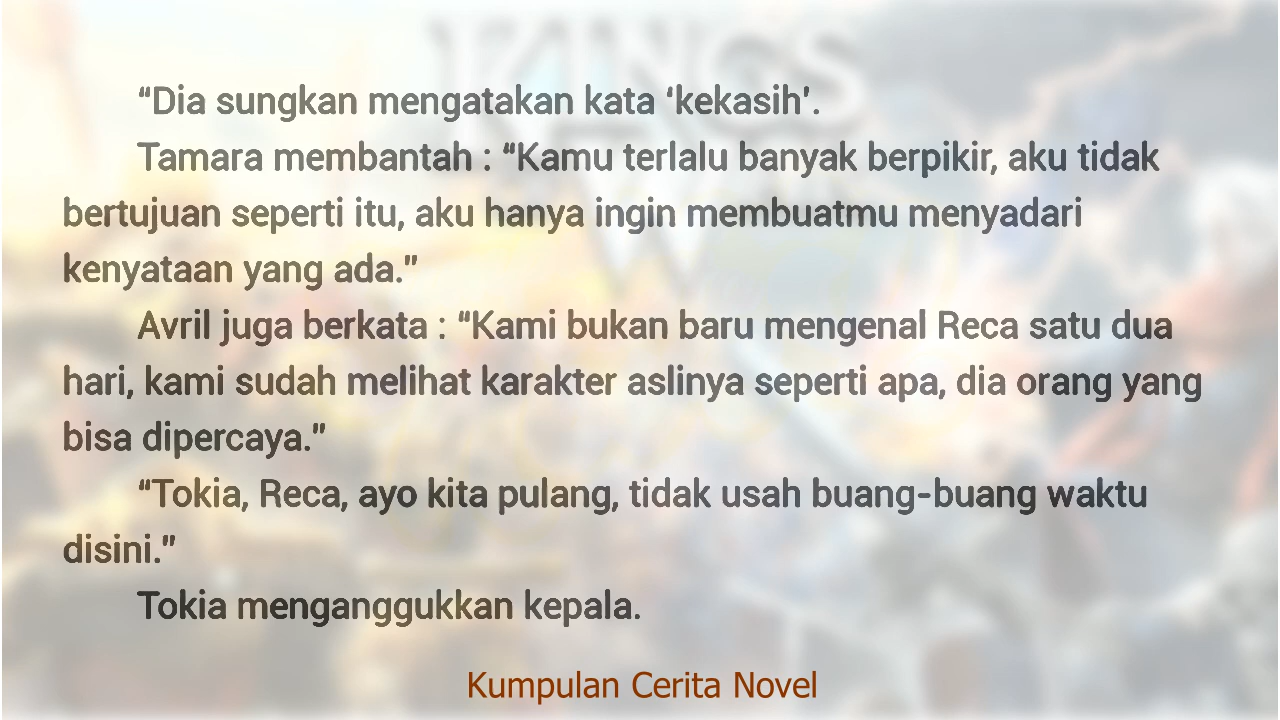 “Dia sungkan mengatakan kata ‘kekasih’.
Tamara membantah : “Kamu terlalu banyak berpikir, aku tidak
bertujuan seperti itu, aku hanya ingin membuatmu menyadari
kenyataan yang ada.”
Avril juga berkata : “Kami bukan baru mengenal Reca satu dua
hari, kami sudah melihat karakter aslinya seperti apa, dia orang yang
bisa dipercaya.”
“Tokia, Reca, ayo kita pulang, tidak usah buang-buang waktu
disini.”
Tokia menganggukkan kepala.
Kumpulan Cerita Novel